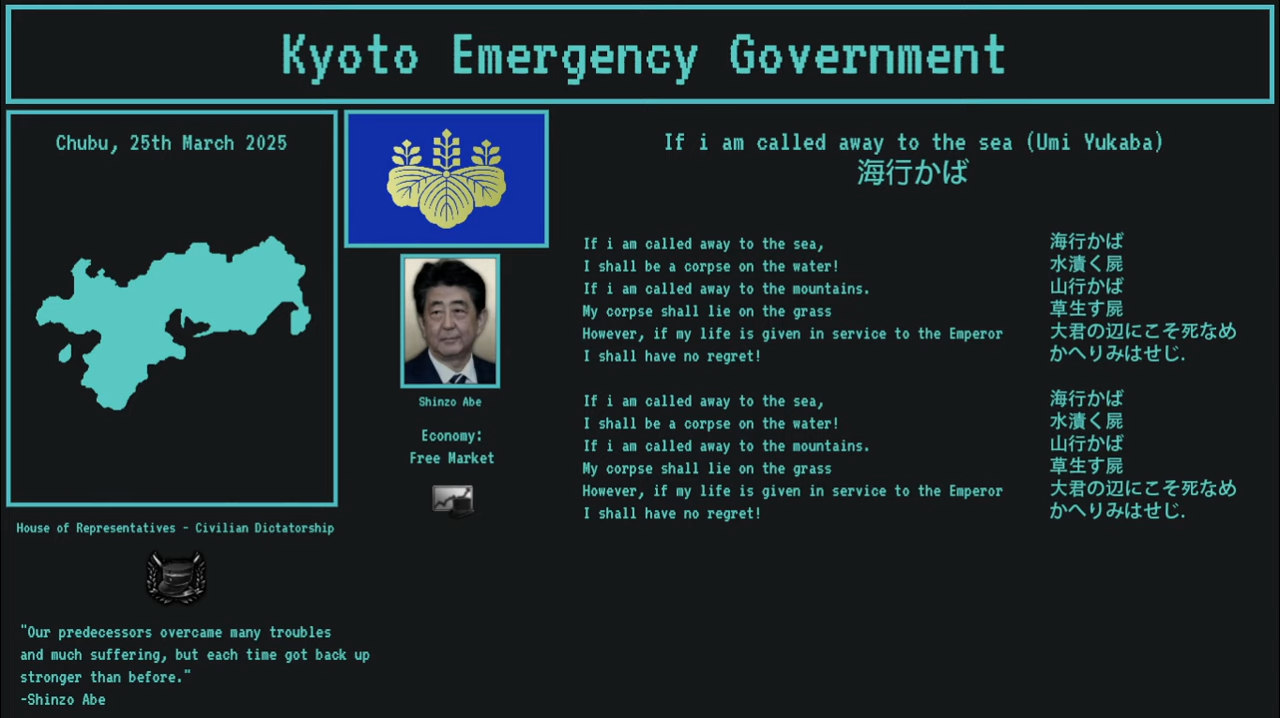 Kyoto Emergency Government
Chubu, 25th March 2025
House of Representatives - Civilian Dictatorship
"Our predecessors overcame many troubles
and much suffering, but each time got back up
stronger than before."
-Shinzo Abe
Shinzo Abe
Economy:
Free Market
If i am called away to the sea (Umi Yukaba)
海行かば
If i am called away to the sea,
I shall be a corpse on the water!
If i am called away to the mountains.
My corpse shall lie on the grass
However, if my life is given in service to the Emperor
I shall have no regret!
If i am called away to the sea,
I shall be a corpse on the water!
If i am called away to the mountains.
My corpse shall lie on the grass
However, if my life is given in service to the Emperor
I shall have no regret!
海行かば
水漬く屍
山行かば
草生す屍
大君の辺にこそ死なめ
かへりみはせじ.
海行かば
水漬く屍
山行かば
草生す屍
大君の辺にこそ死なめ
かへりみはせじ.